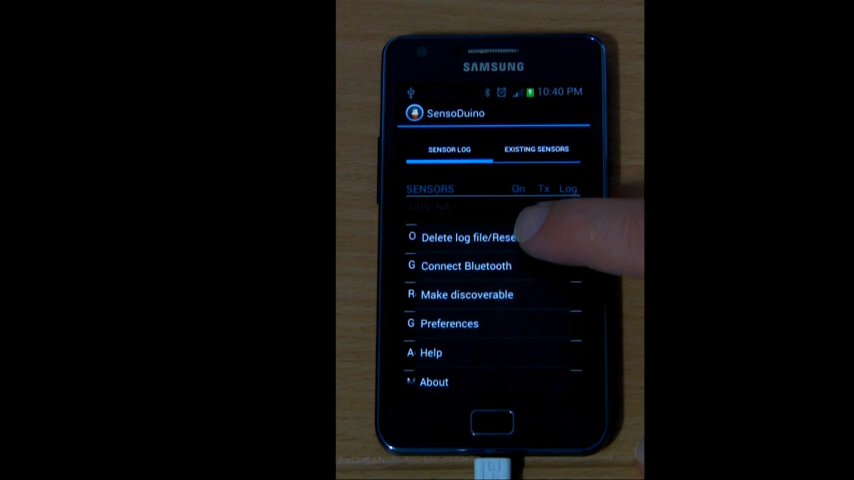 SAMSUNG
10:40 PM
SensoDuino
SENSOR LOG EXISTING SENSORS
SENSORS On Tx Log
O Delete log file/Rese
G Connect Bluetooth
R Make discoverable
G Preferences
A Help
M About